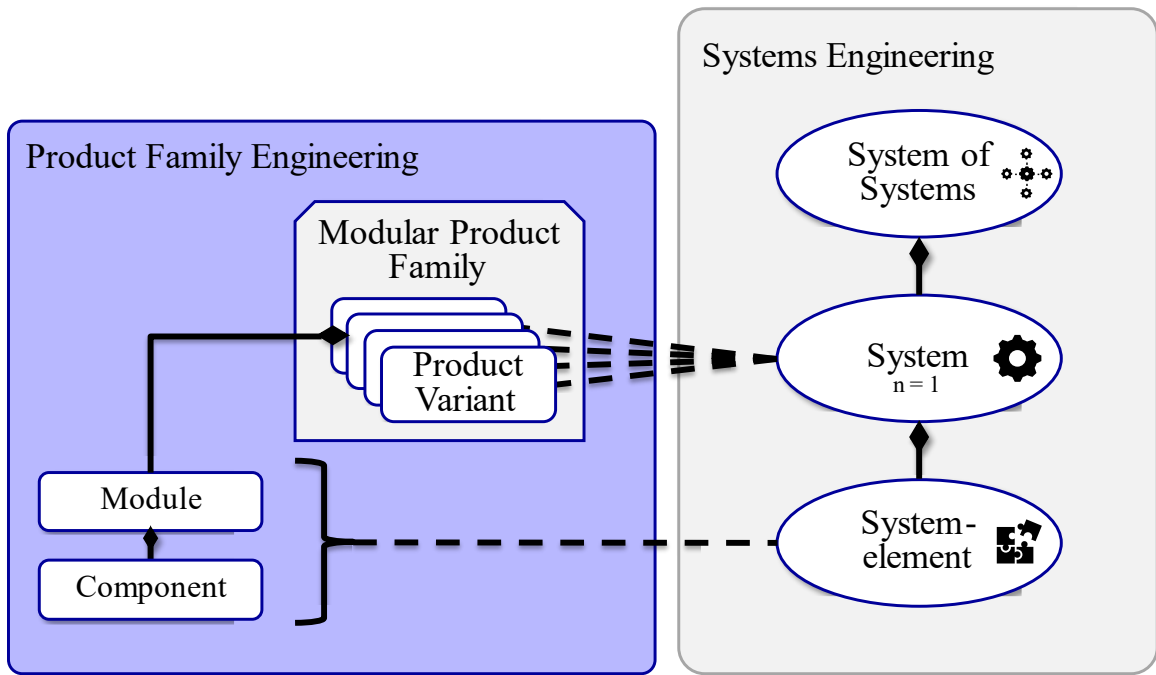 Systems Engineering
System of
Systems
System
n = 1
System-
element
Product Family Engineering
Modular Product
Family
Product
Variant
Module
Component